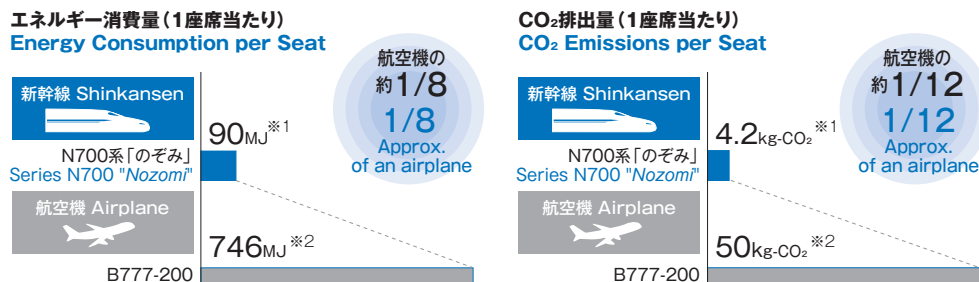 エネルギー消費量（1座席当たり）
Energy Consumption per Seat
新幹線 Shinkansen
N700系「のぞみ」
Series N700 "Nozomi"
90MJ※1
航空機の
約1/8
1/8
Approx.
of an airplane
航空機 Airplane
B777-200
746MJ※2
CO₂排出量（1座席当たり）
CO₂ Emissions per Seat
新幹線 Shinkansen
N700系「のぞみ」
Series N700 "Nozomi"
4.2kg-CO₂※1
航空機の
約1/12
1/12
Approx.
of an airplane
航空機 Airplane
B777-200
50kg-CO₂※2